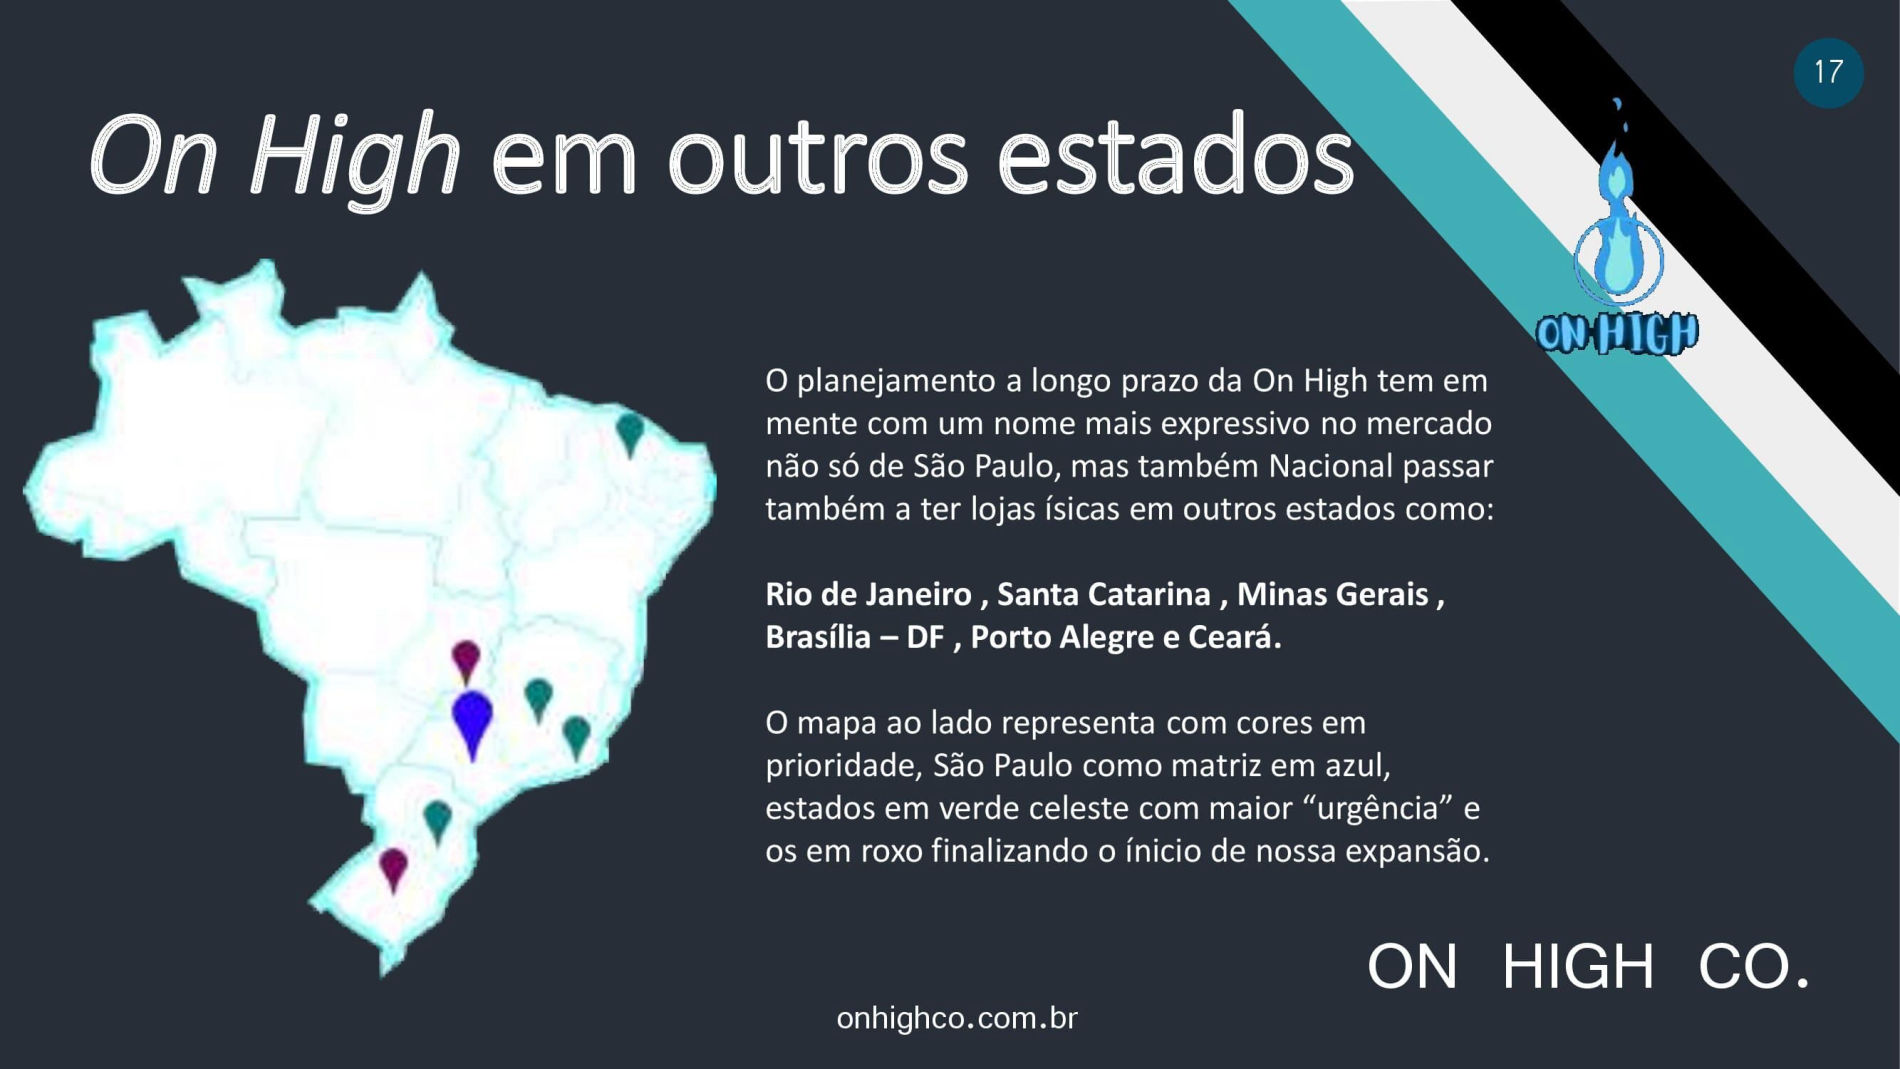 17
On High em outros estados
ON HIGH
O planejamento a longo prazo da On High tem em
mente com um nome mais expressivo no mercado
não só de São Paulo, mas também Nacional passar
também a ter lojas ísicas em outros estados como:
Rio de Janeiro , Santa Catarina , Minas Gerais ,
Brasília – DF , Porto Alegre e Ceará.
O mapa ao lado representa com cores em
prioridade, São Paulo como matriz em azul,
estados em verde celeste com maior “urgência” e
os em roxo finalizando o ínicio de nossa expansão.
ON HIGH CO.
onhighco.com.br